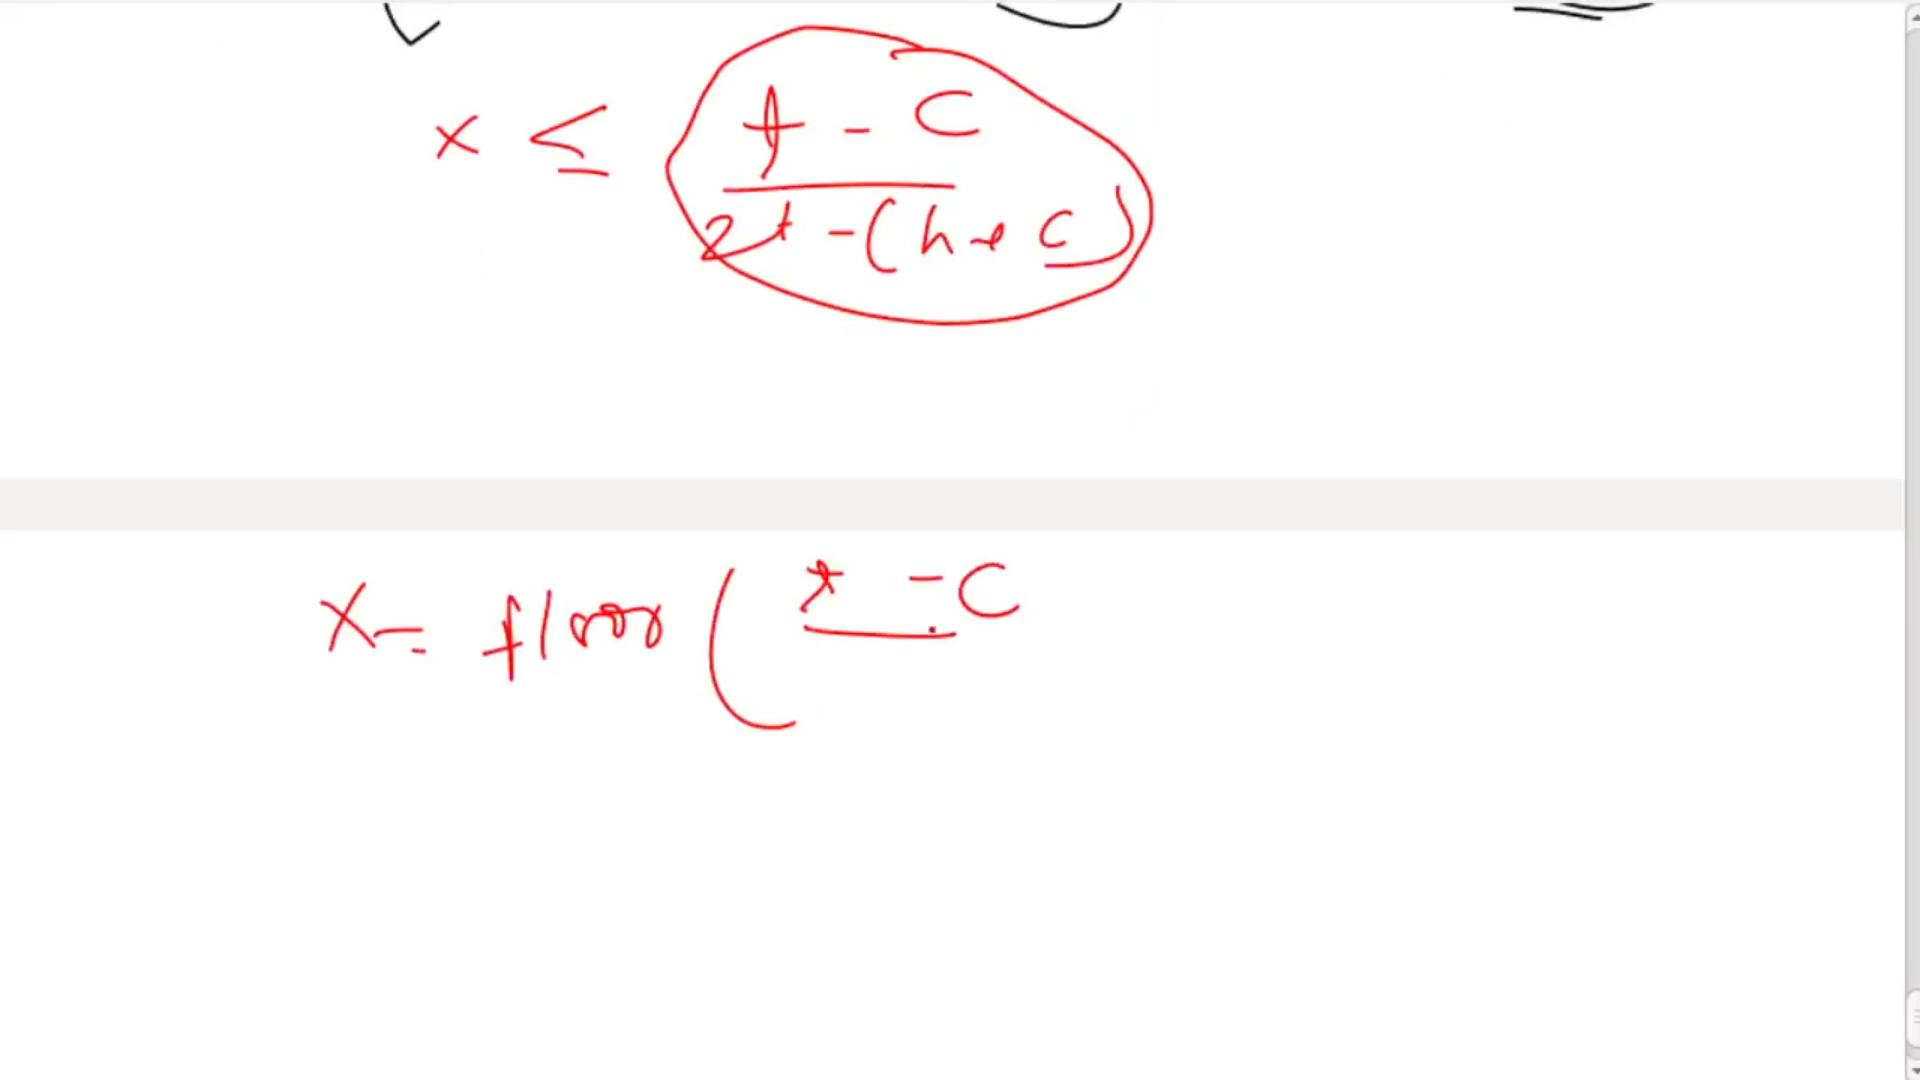 x ≤ t - C
2t - (h + c)
X = floor ( t - C